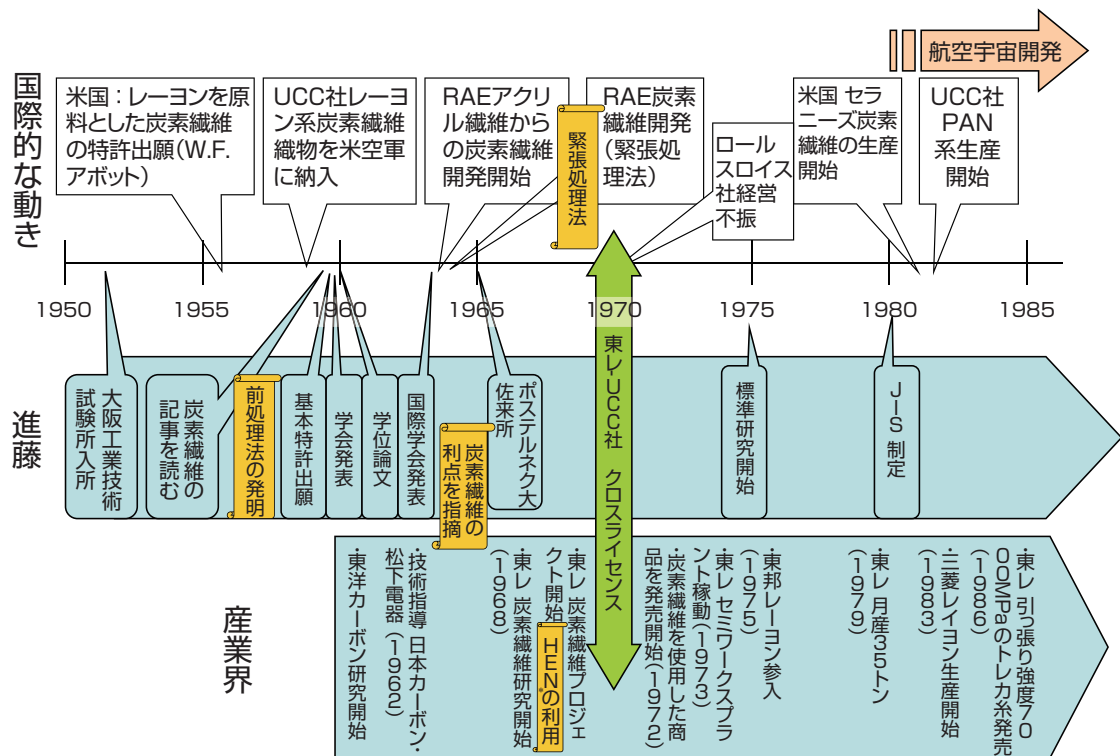 航空宇宙開発
国際的な動き
米国：レーヨンを原
料とした炭素繊維
の特許出願(W.F.
アボット)
UCC社レーヨ
ン系炭素繊維
織物を米空軍
に納入
RAEアクリ
ル繊維から
の炭素繊維
開発開始
緊張処理法
RAE炭素
繊維開発
(緊張処
理法)
ロール
スロイス
社経営
不振
米国 セラ
ニーズ炭素
繊維の生産
開始
UCC社
PAN
系生産
開始
1950
1955
1960
1965
1970
1975
1980
1985
進藤
大阪工業技術
試験所入所
炭素繊維の
記事を読む
前処理法の発明
基本特許出願
学会発表
学位論文
国際学会発表
炭素繊維の
利点を指摘
ポステルネク大
佐来所
東レ・UCC社 クロスライセンス
標準研究開始
JIS 制定
産業界
・東洋カーボン研究開始
・技術指導 日本カーボン・
松下電器 (1962)
・東レ 炭素繊維研究開始
(1968)
・東レ 炭素繊維プロジェ
クト開始
HEN*の利用
・炭素繊維を使用した商
品を発売開始(1972)
・東レ セミワークスプラ
ント稼動(1973)
・東邦レーヨン参入
(1975)
・東レ 月産35トン
(1979)
・三菱レイヨン生産開始
(1983)
・東レ 引っ張り強度70
00MPaのトレカ糸発売
(1986)